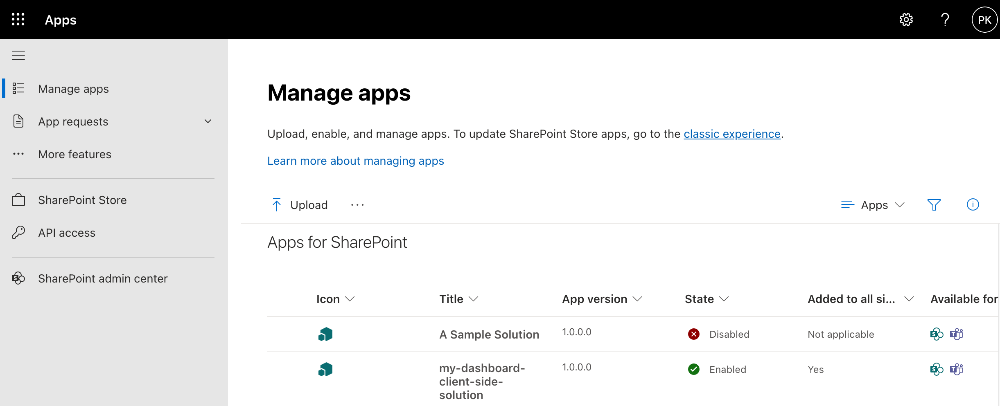 Apps
?
PK
Manage apps
App requests
More features
SharePoint Store
API access
SharePoint admin center
Manage apps
Upload, enable, and manage apps. To update SharePoint Store apps, go to the classic experience.
Learn more about managing apps
Upload ...
Apps
Apps for SharePoint
Icon Title App version State Added to all si... Available for
A Sample Solution 1.0.0.0 Disabled Not applicable
my-dashboard- 1.0.0.0 Enabled Yes
client-side-
solution